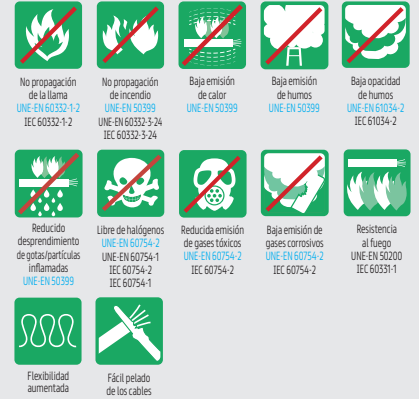 No propagación
de la llama
UNE-EN 60332-1-2
IEC 60332-1-2
No propagación
de incendio
UNE-EN 50399
UNE-EN 60332-3-24
IEC 60332-3-24
Baja emisión
de calor
UNE-EN 50399
Baja emisión
de humos
UNE-EN 50399
Baja opacidad
de humos
UNE-EN 61034-2
IEC 61034-2
Reducido
desprendimiento
de gotas/partículas
inflamadas
UNE-EN 50399
Libre de halógenos
UNE-EN 60754-2
UNE-EN 60754-1
IEC 60754-2
IEC 60754-1
Reducida emisión
de gases tóxicos
UNE-EN 60754-2
IEC 60754-2
Baja emisión de
gases corrosivos
UNE-EN 60754-2
IEC 60754-2
Resistencia
al fuego
UNE-EN 50200
IEC 60331-1
Flexibilidad
aumentada
Fácil pelado
de los cables